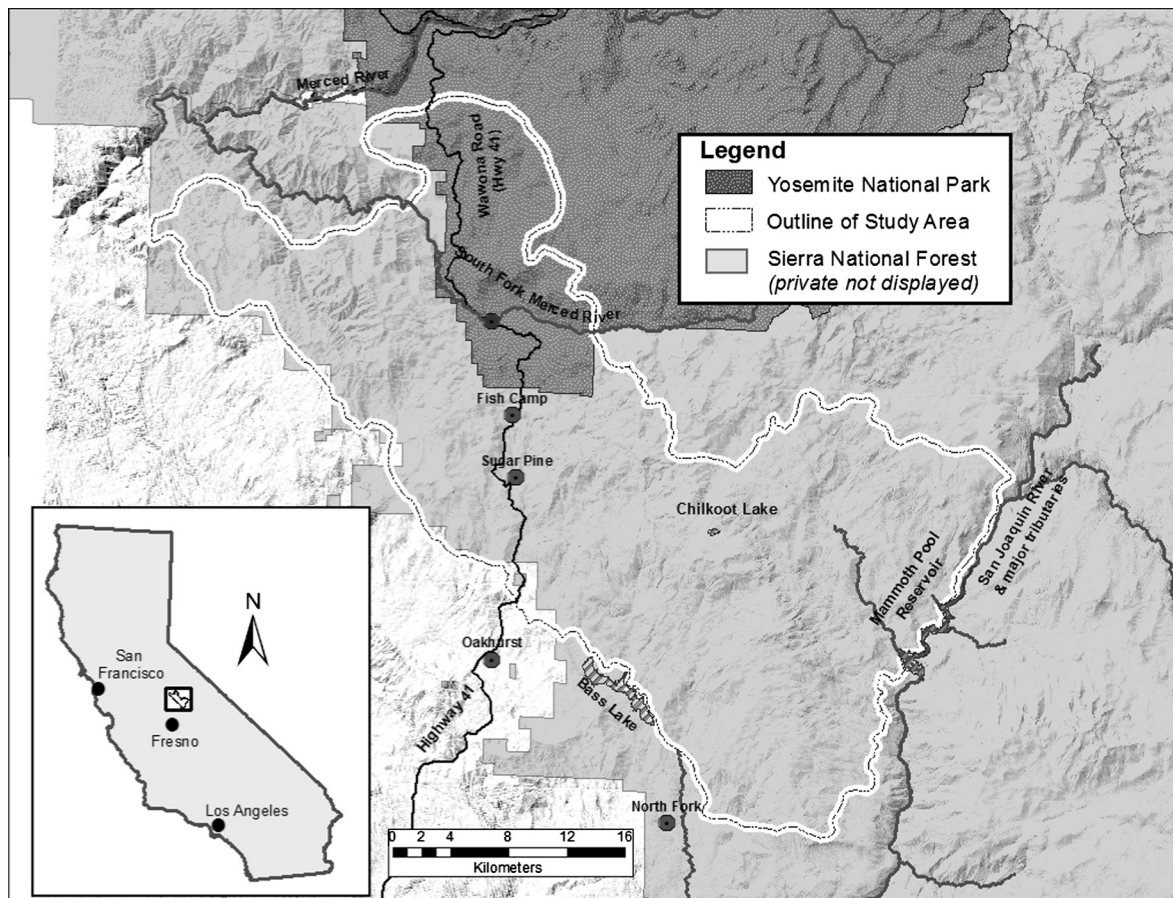 Merced River
Wawona Road
(Hwy 41)
Legend
Yosemite National Park
Outline of Study Area
Sierra National Forest
(private not displayed)
South Fork Merced River
Fish Camp
Sugar Pine
Chilkoot Lake
Mammoth Pool
Reservoir
San Joaquin River
& major tributaries
Oakhurst
Highway 41
Bass Lake
North Fork
N
San
Francisco
Fresno
Los Angeles
0 2 4 8 12 16
Kilometers